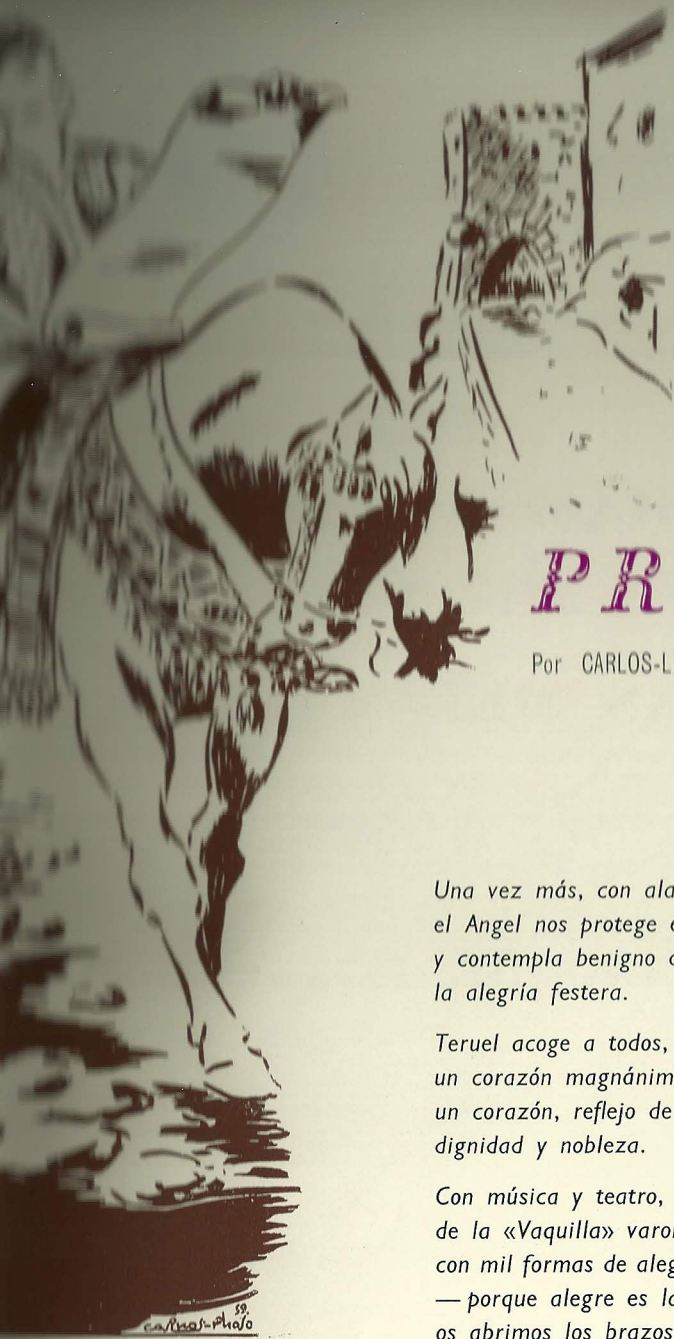 PR
Por CARLOS-L
Una vez más, con ala
el Angel nos protege
y contempla benigno
la alegría festera.
Teruel acoge a todos,
un corazón magnánim
un corazón, reflejo de
dignidad y nobleza.
Con música y teatro,
de la «Vaquilla» varo
con mil formas de aleg
— porque alegre es la
os abrimos los brazos
59.